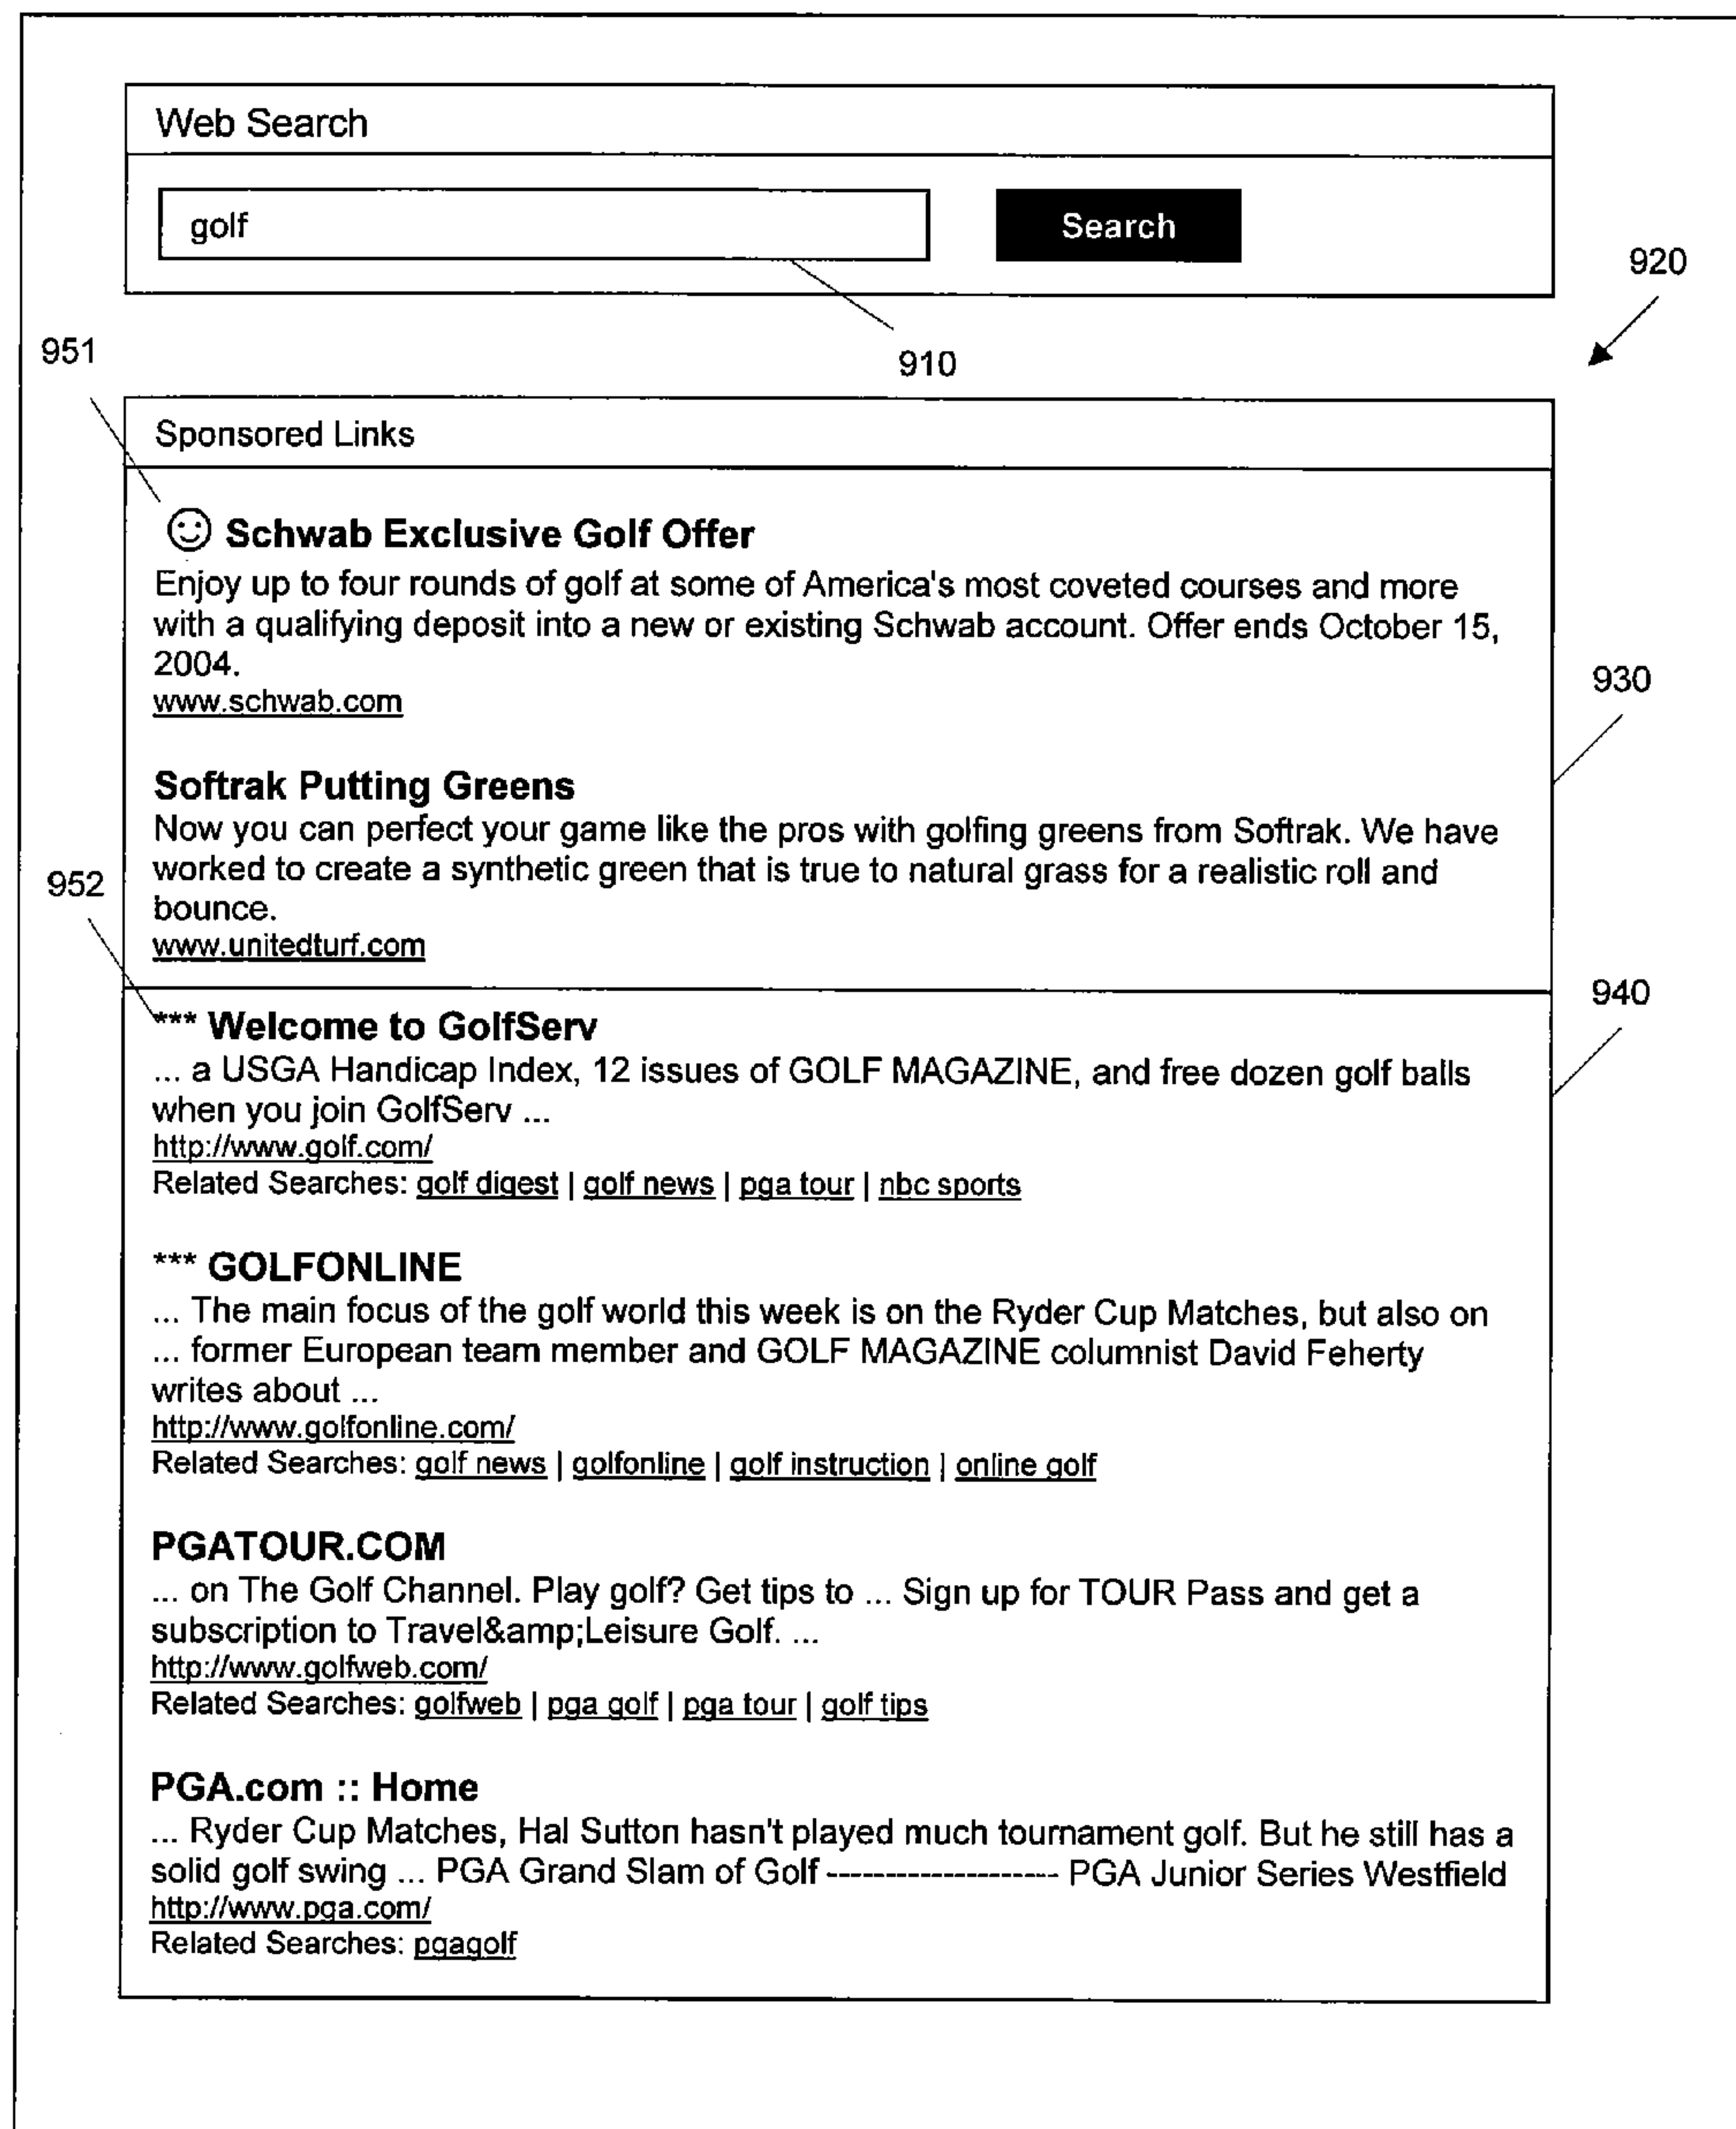 Web Search
golf Search
920
951
910
Sponsored Links
☺ Schwab Exclusive Golf Offer
Enjoy up to four rounds of golf at some of America's most coveted courses and more
with a qualifying deposit into a new or existing Schwab account. Offer ends October 15,
2004.
930
www.schwab.com
Softrak Putting Greens
Now you can perfect your game like the pros with golfing greens from Softrak. We have
worked to create a synthetic green that is true to natural grass for a realistic roll and
952
bounce.
www.unitedturf.com
940
*** Welcome to GolfServ
... a USGA Handicap Index, 12 issues of GOLF MAGAZINE, and free dozen golf balls
when you join GolfServ ...
http://www.golf.com/
Related Searches: golf digest | golf news | pga tour | nbc sports
*** GOLFONLINE
... The main focus of the golf world this week is on the Ryder Cup Matches, but also on
... former European team member and GOLF MAGAZINE columnist David Feherty
writes about ...
http://www.golfonline.com/
Related Searches: golf news | golfonline | golf instruction | online golf
PGATOUR.COM
... on The Golf Channel. Play golf? Get tips to ... Sign up for TOUR Pass and get a
subscription to Travel&amp;Leisure Golf. ...
http://www.golfweb.com/
Related Searches: golfweb | pga golf | pga tour | golf tips
PGA.com :: Home
... Ryder Cup Matches, Hal Sutton hasn't played much tournament golf. But he still has a
solid golf swing ... PGA Grand Slam of Golf --------------------- PGA Junior Series Westfield
http://www.pga.com/
Related Searches: pgagolf